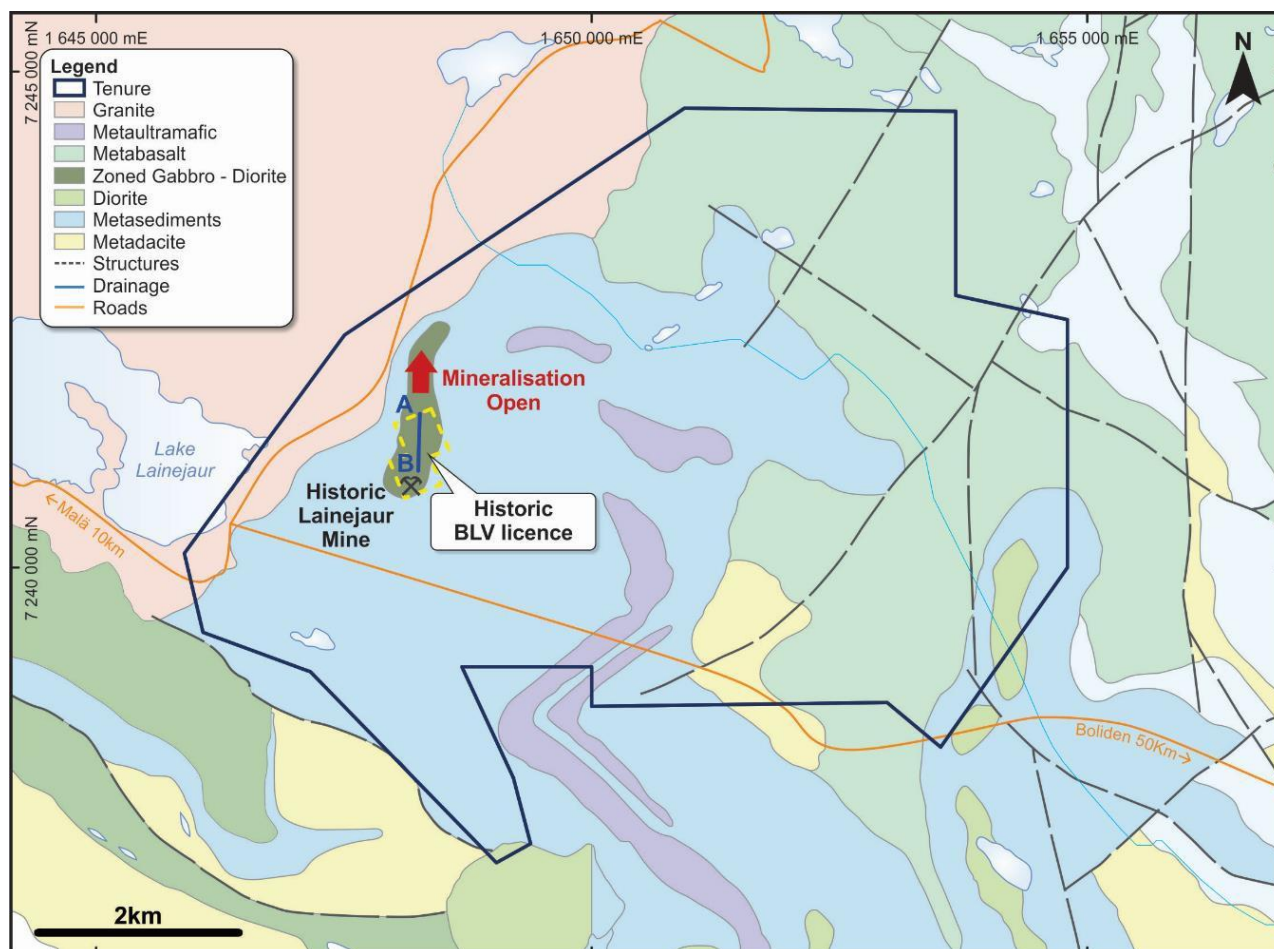 1 645 000 mE
1 650 000 mE
1 655 000 mE
N
7 245 000 mN
Legend
Tenure
Granite
Metaultramafic
Metabasalt
Zoned Gabbro - Diorite
Diorite
Metasediments
Metadacite
Structures
Drainage
Roads
Mineralisation
Open
A
B
Lake
Lainejaur
Historic
Lainejaur
Mine
Historic
BLV licence
←Malä 10km
7 240 000 mN
Boliden 50Km→
2km